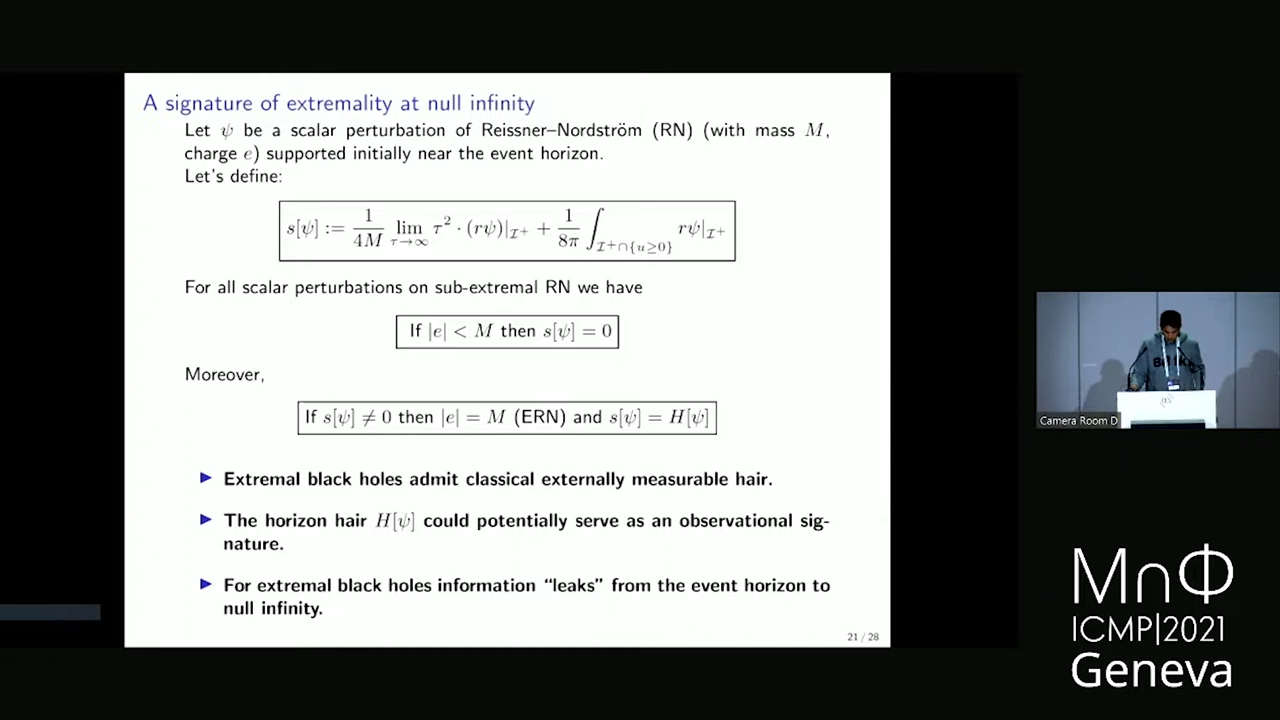 A signature of extremality at null infinity
Let ψ be a scalar perturbation of Reissner–Nordström (RN) (with mass M,
charge e) supported initially near the event horizon.
Let's define:
s[ψ] := \frac{1}{4M} \lim_{τ→∞} τ² · (rψ)|_{𝓘⁺} + \frac{1}{8π} ∫_{𝓘⁺∩{u≥0}} rψ|_{𝓘⁺}
For all scalar perturbations on sub-extremal RN we have
If |e| < M then s[ψ] = 0
Moreover,
If s[ψ] ≠ 0 then |e| = M (ERN) and s[ψ] = H[ψ]
▶ Extremal black holes admit classical externally measurable hair.
▶ The horizon hair H[ψ] could potentially serve as an observational sig-
nature.
▶ For extremal black holes information “leaks” from the event horizon to
null infinity.
21 / 28
Camera Room D
M∩Φ
ICMP|2021
Geneva